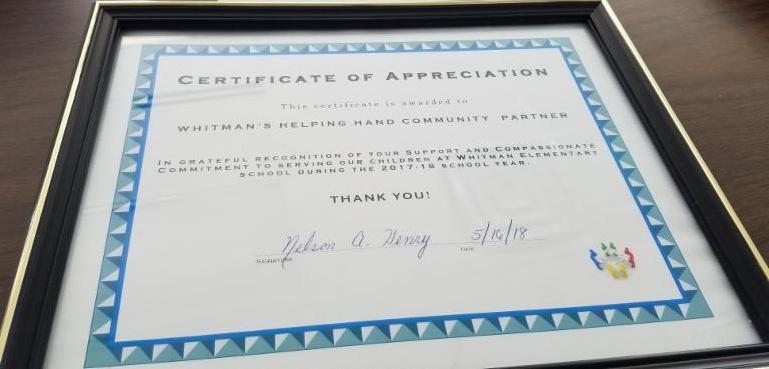 CERTIFICATE OF APPRECIATION
This certificate is awarded to
WHITMAN'S HELPING HAND COMMUNITY PARTNER
IN GRATEFUL RECOGNITION OF YOUR SUPPORT AND COMPASSIONATE
COMMITMENT TO SERVING OUR CHILDREN AT WHITMAN ELEMENTARY
SCHOOL DURING THE 2017-18 SCHOOL YEAR.
THANK YOU!
Nelson A. Henry 5/16/18
SIGNATURE DATE